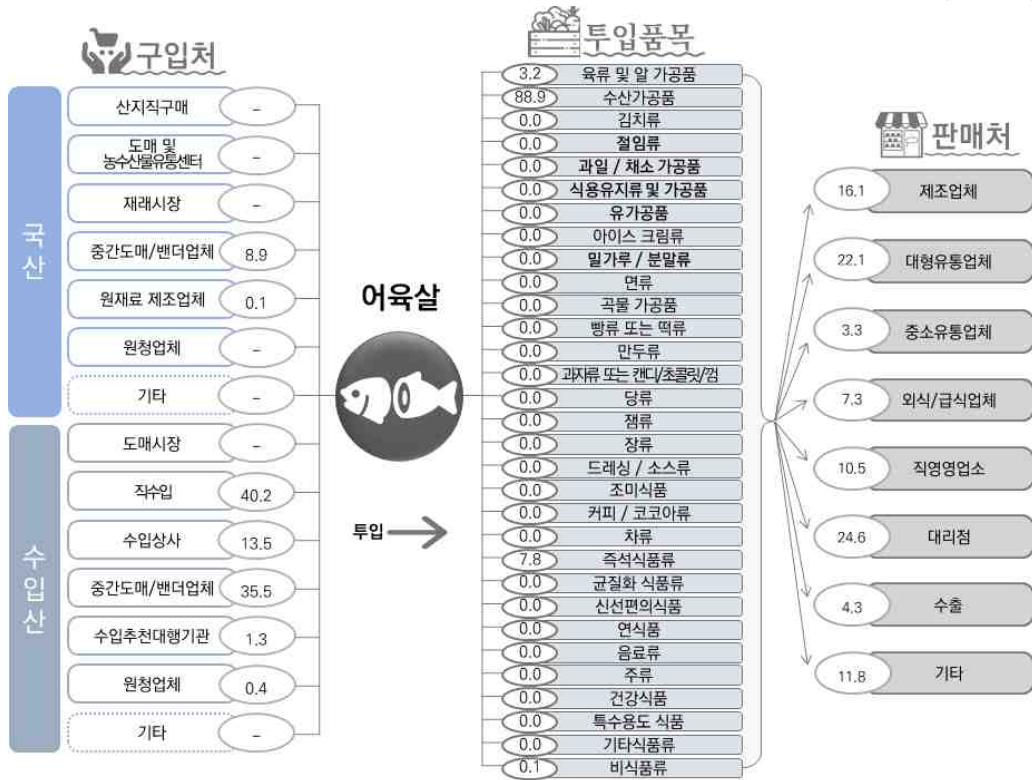 구입처
국산
산지직구매 -
도매 및
농수산물유통센터 -
재래시장 -
중간도매/밴더업체 8.9
원재료 제조업체 0.1
원청업체 -
기타 -
수입산
도매시장 -
직수입 40.2
수입상사 13.5
중간도매/밴더업체 35.5
수입추천대행기관 1.3
원청업체 0.4
기타 -
어육살
투입
투입품목
3.2 육류 및 알 가공품
88.9 수산가공품
0.0 김치류
0.0 절임류
0.0 과일 / 채소 가공품
0.0 식용유지류 및 가공품
0.0 유가공품
0.0 아이스 크림류
0.0 밀가루 / 분말류
0.0 면류
0.0 곡물 가공품
0.0 빵류 또는 떡류
0.0 만두류
0.0 과자류 또는 캔디/초콜릿/껌
0.0 당류
0.0 잼류
0.0 장류
0.0 드레싱 / 소스류
0.0 조미식품
0.0 커피 / 코코아류
0.0 차류
7.8 즉석식품류
0.0 균질화 식품류
0.0 신선편의식품
0.0 연식품
0.0 음료류
0.0 주류
0.0 건강식품
0.0 특수용도 식품
0.0 기타식품류
0.1 비식품류
판매처
16.1 제조업체
22.1 대형유통업체
3.3 중소유통업체
7.3 외식/급식업체
10.5 직영영업소
24.6 대리점
4.3 수출
11.8 기타